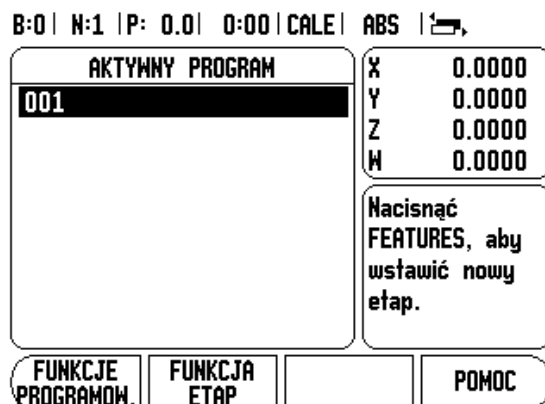 B:0 | N:1 | P: 0.0 | 0:00 | CALE | ABS |
AKTYWNY PROGRAM
001
X 0.0000
Y 0.0000
Z 0.0000
W 0.0000
Nacisnąć
FEATURES, aby
wstawić nowy
etap.
FUNKCJE
PROGRAMOW.
FUNKCJA
ETAP
POMOC